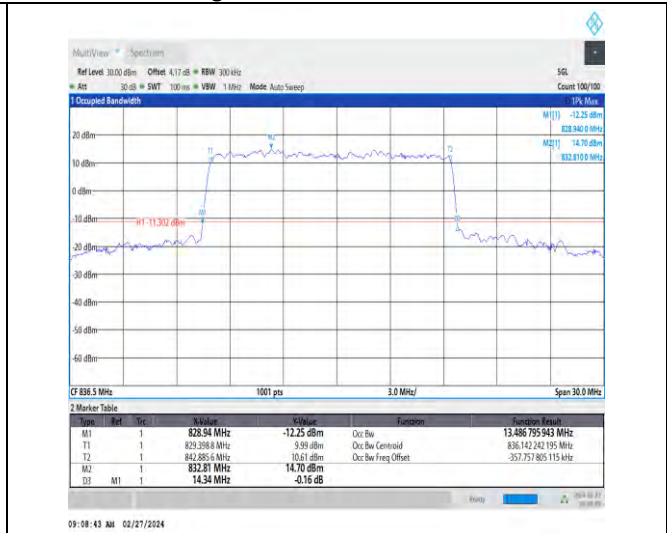 MultiView Spectrum
Ref Level 30.00 dBm Offset 4.17 dB RBW 300 kHz SGL
Att 30 dB SWT 100 ms VBW 1 MHz Mode Auto Sweep Count 100/100
1 Occupied Bandwidth 1Pk Max
M1[1] -12.25 dBm
828.940 0 MHz
M2[1] 14.70 dBm
832.810 0 MHz
20 dBm
M2
T1 T2
10 dBm
0 dBm
-10 dBm
H1 -11.302 dBm
-20 dBm
-30 dBm
-40 dBm
-50 dBm
-60 dBm
CF 836.5 MHz 1001 pts 3.0 MHz/ Span 30.0 MHz
2 Marker Table
Type Ref Trc X-Value Y-Value Function Function Result
M1 1 828.94 MHz -12.25 dBm Occ Bw 13.486 795 943 MHz
T1 1 829.398 8 MHz 9.99 dBm Occ Bw Centroid 836.142 242 195 MHz
T2 1 842.885 6 MHz 10.61 dBm Occ Bw Freq Offset -357.757 805 115 kHz
M2 1 832.81 MHz 14.70 dBm
D3 M1 1 14.34 MHz -0.16 dB
Ready
09:08:43 AM 02/27/2024